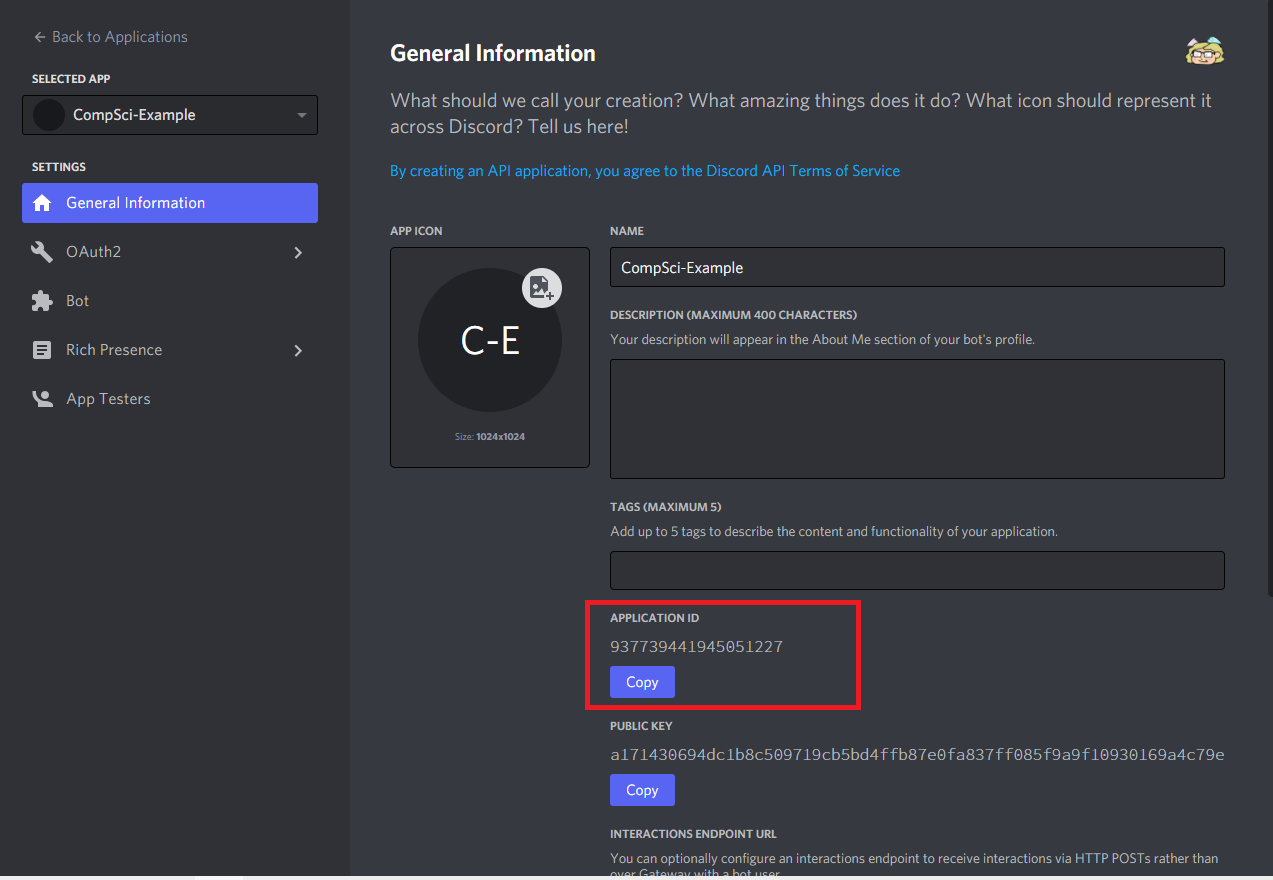 Back to Applications
SELECTED APP
CompSci-Example
SETTINGS
General Information
OAuth2
Bot
Rich Presence
App Testers
General Information
What should we call your creation? What amazing things does it do? What icon should represent it
across Discord? Tell us here!
By creating an API application, you agree to the Discord API Terms of Service
APP ICON
C-E
Size: 1024x1024
NAME
CompSci-Example
DESCRIPTION (MAXIMUM 400 CHARACTERS)
Your description will appear in the About Me section of your bot's profile.
TAGS (MAXIMUM 5)
Add up to 5 tags to describe the content and functionality of your application.
APPLICATION ID
937739441945051227
Copy
PUBLIC KEY
a171430694dc1b8c509719cb5bd4ffb87e0fa837ff085f9a9f10930169a4c79e
Copy
INTERACTIONS ENDPOINT URL
You can optionally configure an interactions endpoint to receive interactions via HTTP POSTs rather than
over Gateway with a bot user